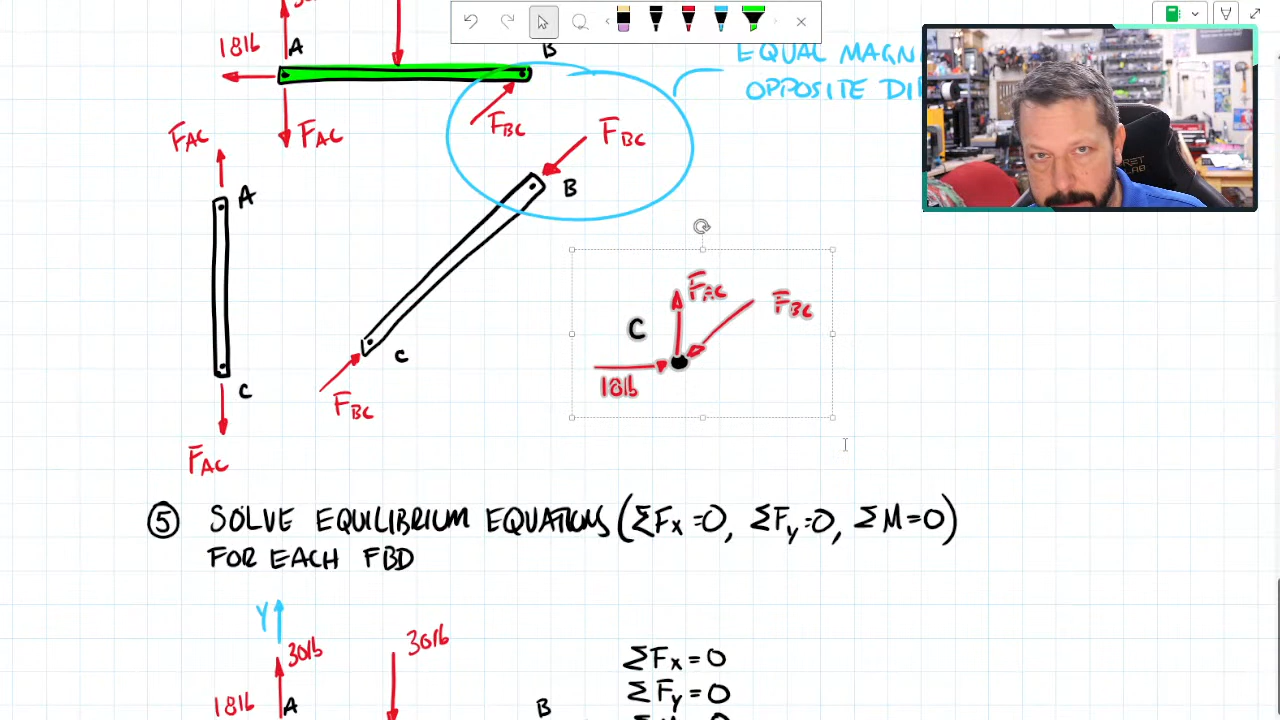 18lb
A
B
EQUAL MAGN
OPPOSITE DI
FAC
FAC
FBC
FBC
A
B
FAC
FBC
C
18lb
C
C
FBC
FAC
⑤ SOLVE EQUILIBRIUM EQUATIONS (ΣFx=0, ΣFy=0, ΣM=0)
FOR EACH FBD
Y
30lb
30lb
ΣFx=0
18lb
A
B
ΣFy=0